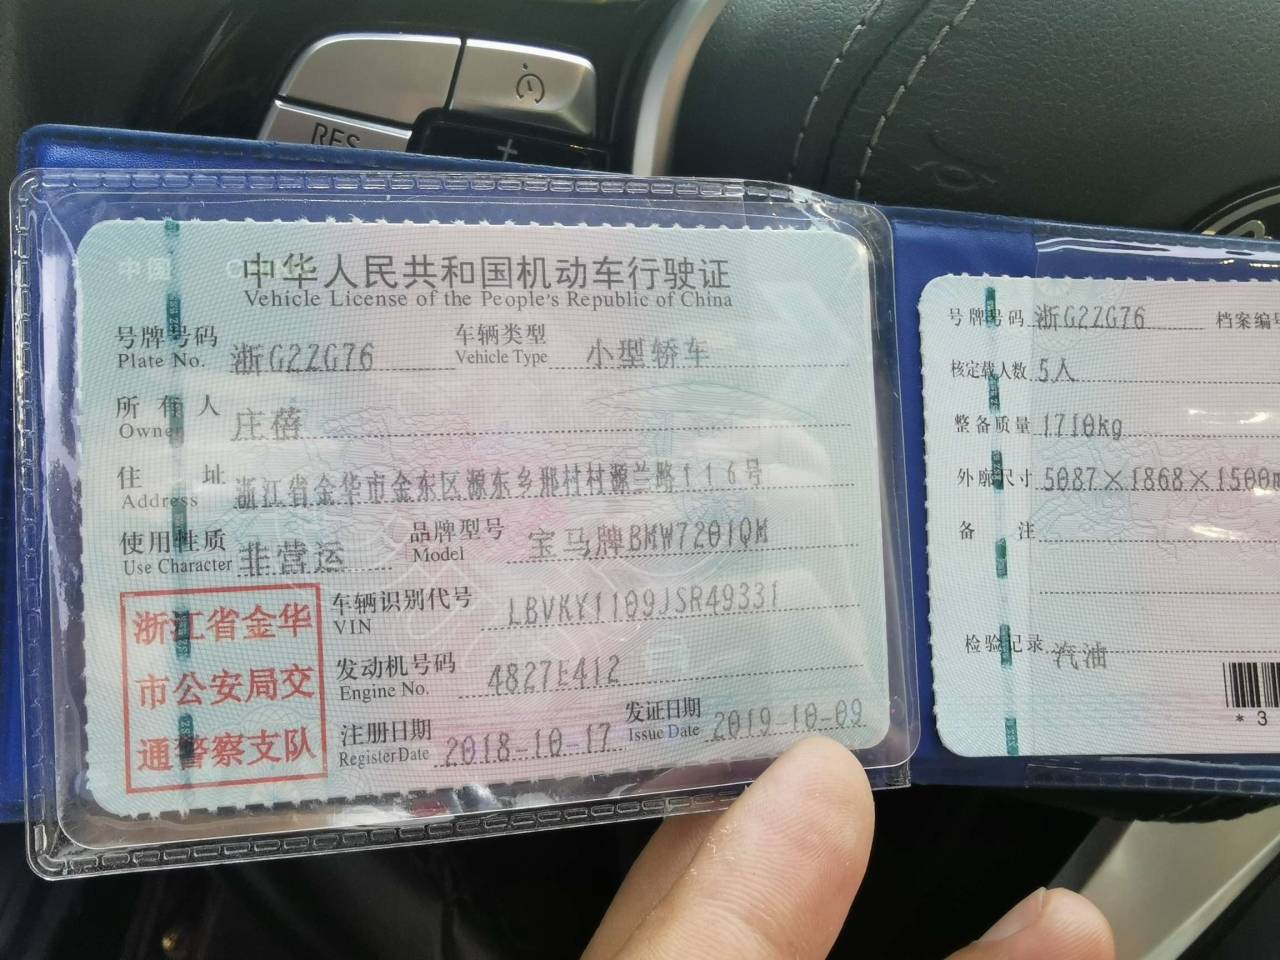 RES
+
中华人民共和国机动车行驶证
Vehicle License of the People's Republic of China
号牌号码 浙G2ZG76 车辆类型 小型轿车
Plate No. Vehicle Type
所有人 庄蓓
Owner
住址 浙江省金华市金东区源东乡邢村村源兰路116号
Address
使用性质 非营运 品牌型号 宝马牌BMW7201QM
Use Character Model
浙江省金华
市公安局交
通警察支队
车辆识别代号 LBVKY1109JSR49331
VIN
发动机号码 4827E412
Engine No.
注册日期 2018-10-17 发证日期 2019-10-09
Register Date Issue Date
号牌号码 浙G2ZG76 档案编号
核定载人数 5人
整备质量 1710kg
外廓尺寸 5087×1868×1500
备注
检验记录 汽油
*3